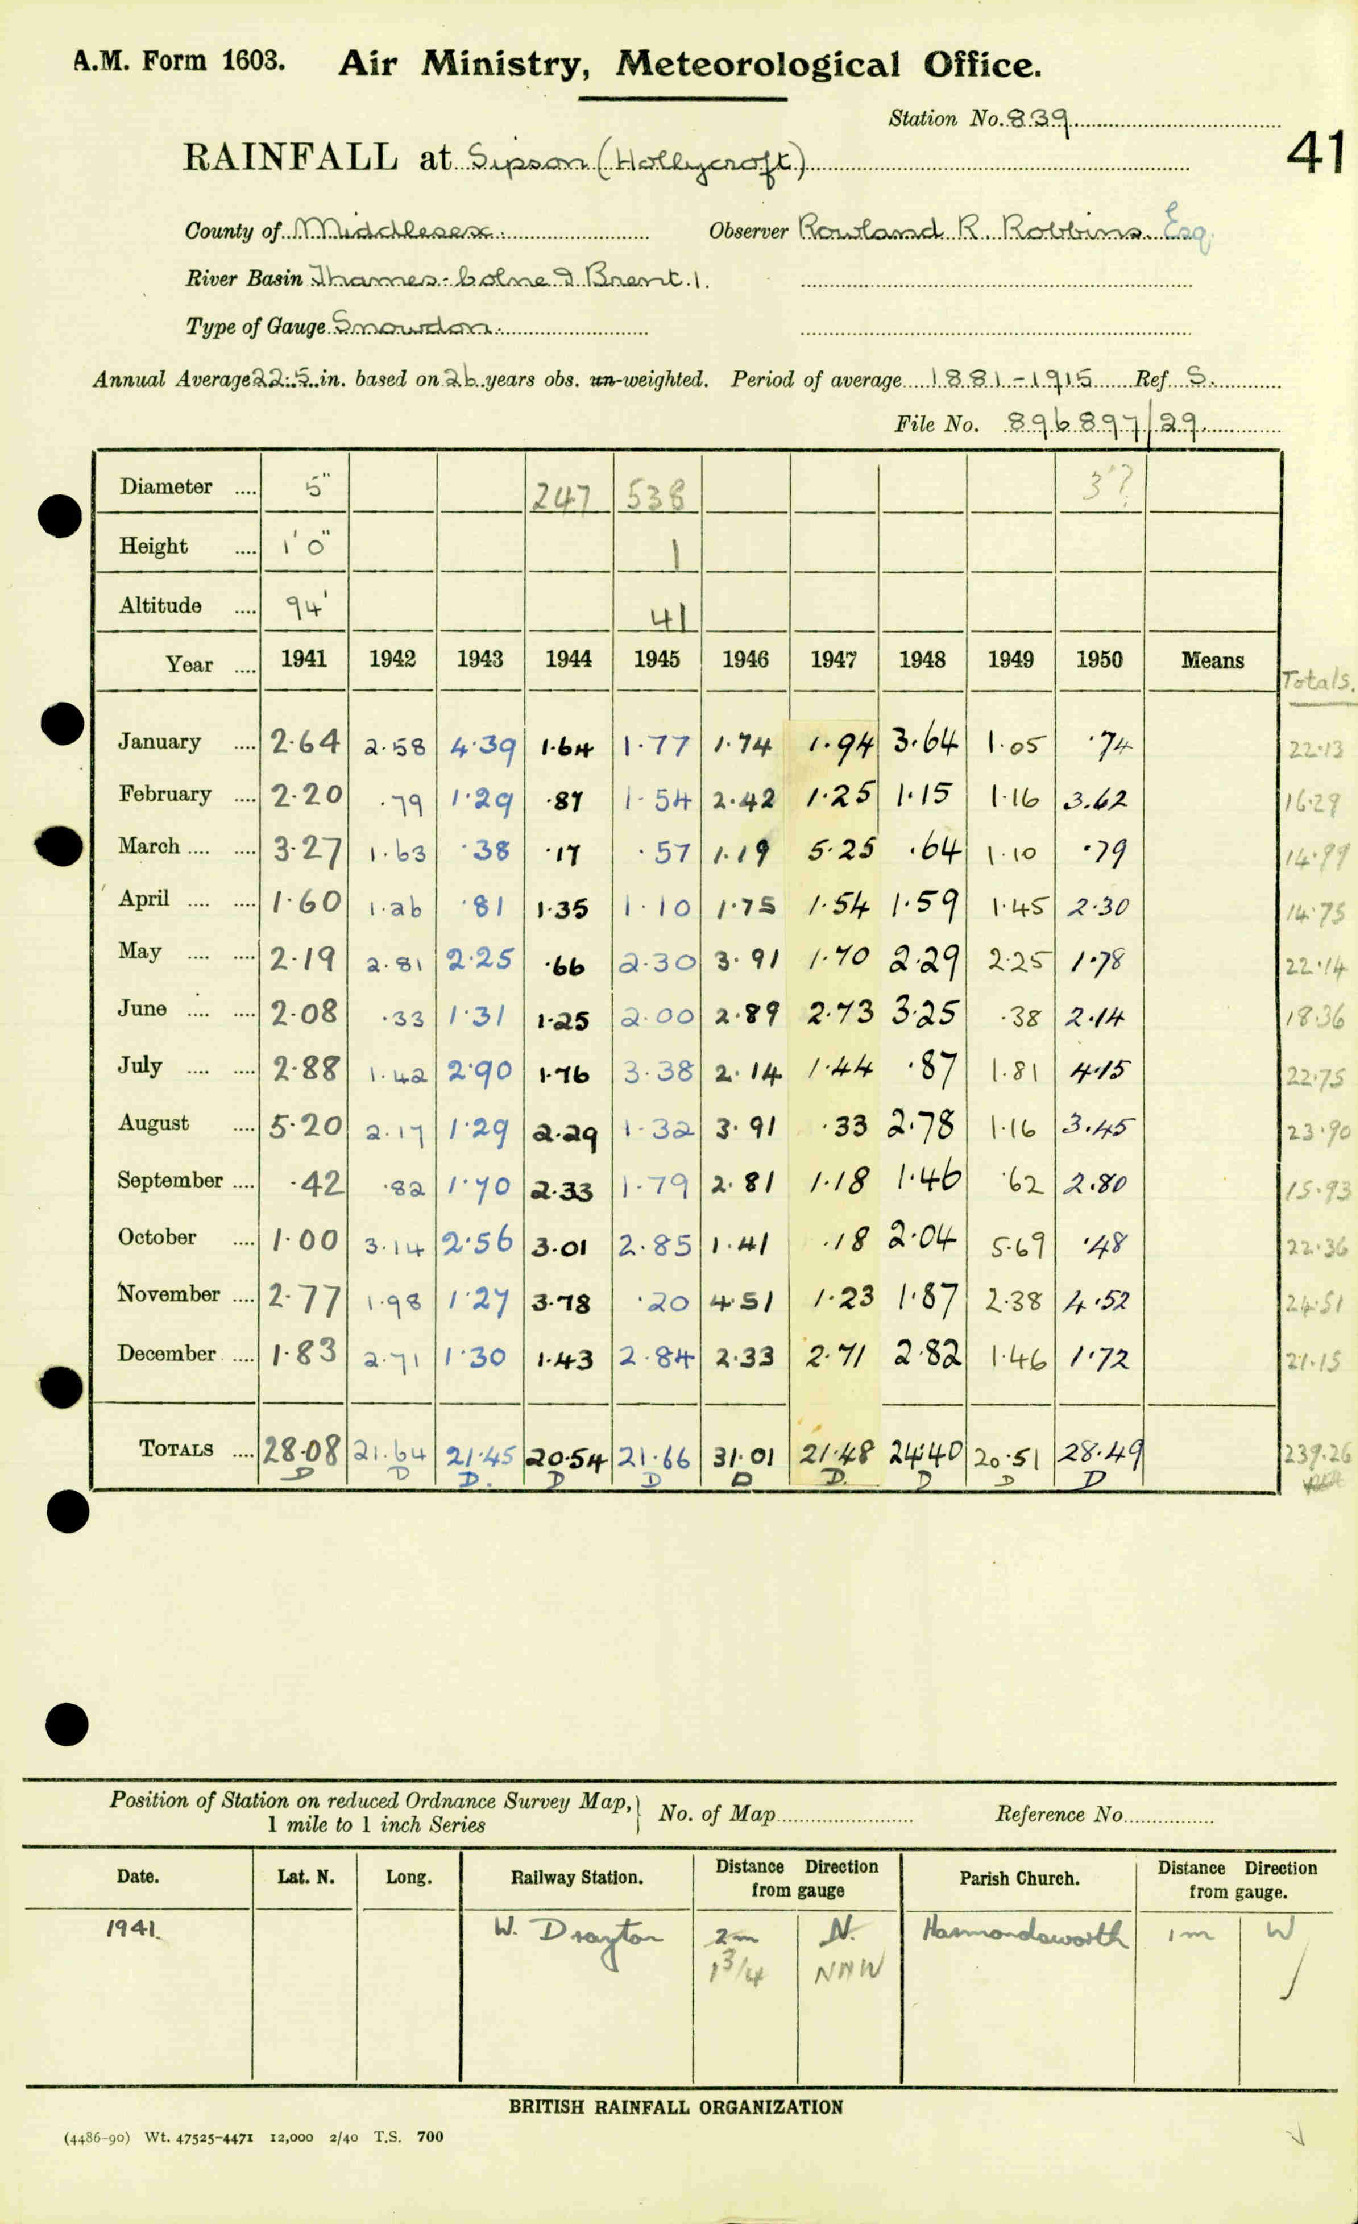 A.M. Form 1603. Air Ministry, Meteorological Office.
Station No. 839
41
RAINFALL at Sipson (Hollycroft)
County of Middlesex. Observer Rowland R. Robbins. Esq.
River Basin Thames - Colne & Brent. 1.
Type of Gauge Snowdon.
Annual Average 22.5 in. based on 26 years obs. un-weighted. Period of average 1881-1915 Ref S.
File No. 896897/29
Diameter .... 5" 247 538 3"?
Height .... 1'0" 1
Altitude .... 94' 41
Year .... 1941 1942 1943 1944 1945 1946 1947 1948 1949 1950 Means Totals.
January .... 2.64 2.58 4.39 1.64 1.77 1.74 1.94 3.64 1.05 .74 22.13
February .... 2.20 .79 1.29 .87 1.54 2.42 1.25 1.15 1.16 3.62 16.29
March .... .... 3.27 1.63 .38 .17 .57 1.19 5.25 .64 1.10 .79 14.99
April .... .... 1.60 1.26 .81 1.35 1.10 1.75 1.54 1.59 1.45 2.30 14.75
May .... .... 2.19 2.81 2.25 .66 2.30 3.91 1.70 2.29 2.25 1.78 22.14
June .... .... 2.08 .33 1.31 1.25 2.00 2.89 2.73 3.25 .38 2.14 18.36
July .... .... 2.88 1.42 2.90 1.76 3.38 2.14 1.44 .87 1.81 4.15 22.75
August .... 5.20 2.17 1.29 2.29 1.32 3.91 .33 2.78 1.16 3.45 23.90
September .... .42 .82 1.70 2.33 1.79 2.81 1.18 1.46 .62 2.80 15.93
October .... 1.00 3.14 2.56 3.01 2.85 1.41 .18 2.04 5.69 .48 22.36
November .... 2.77 1.98 1.27 3.78 .20 4.51 1.23 1.87 2.38 4.52 24.51
December .... 1.83 2.71 1.30 1.43 2.84 2.33 2.71 2.82 1.46 1.72 21.15
TOTALS .... 28.08 21.64 21.45 20.54 21.66 31.01 21.48 24.40 20.51 28.49 239.26
D D D. D D D D. D D D
Position of Station on reduced Ordnance Survey Map, 1 mile to 1 inch Series No. of Map Reference No.
Date. Lat. N. Long. Railway Station. Distance Direction from gauge Parish Church. Distance Direction from gauge.
1941. W. Drayton 2m N. Harmondsworth 1m W
1 3/4 NNW
BRITISH RAINFALL ORGANIZATION
(4486-90) Wt. 47525-4471 12,000 2/40 T.S. 700